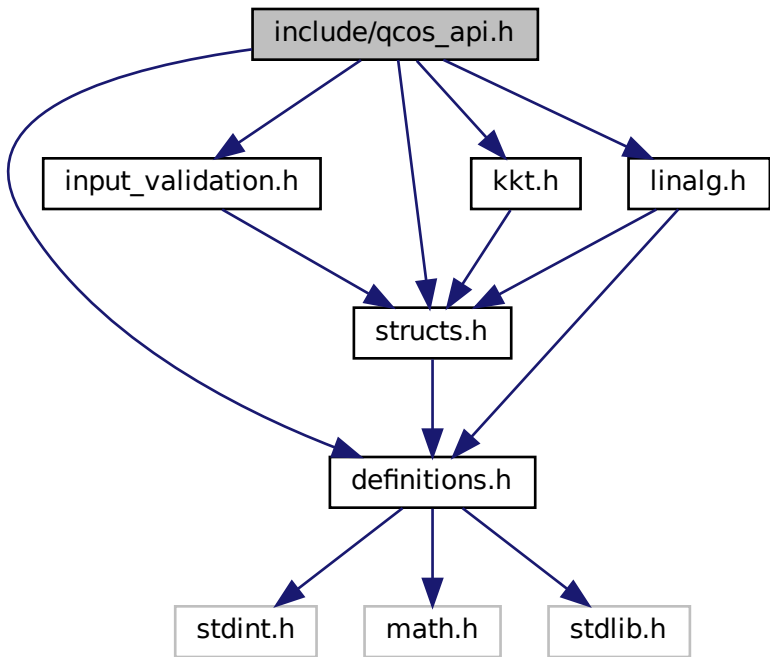 include/qcos_api.h
input_validation.h
kkt.h
linalg.h
structs.h
definitions.h
stdint.h
math.h
stdlib.h